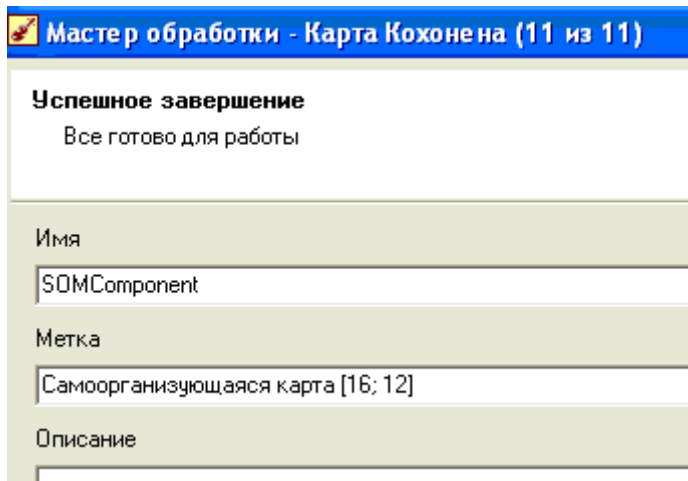 Мастер обработки - Карта Кохонена (11 из 11)
Успешное завершение
Все готово для работы
Имя
SOMComponent
Метка
Самоорганизующаяся карта [16; 12]
Описание